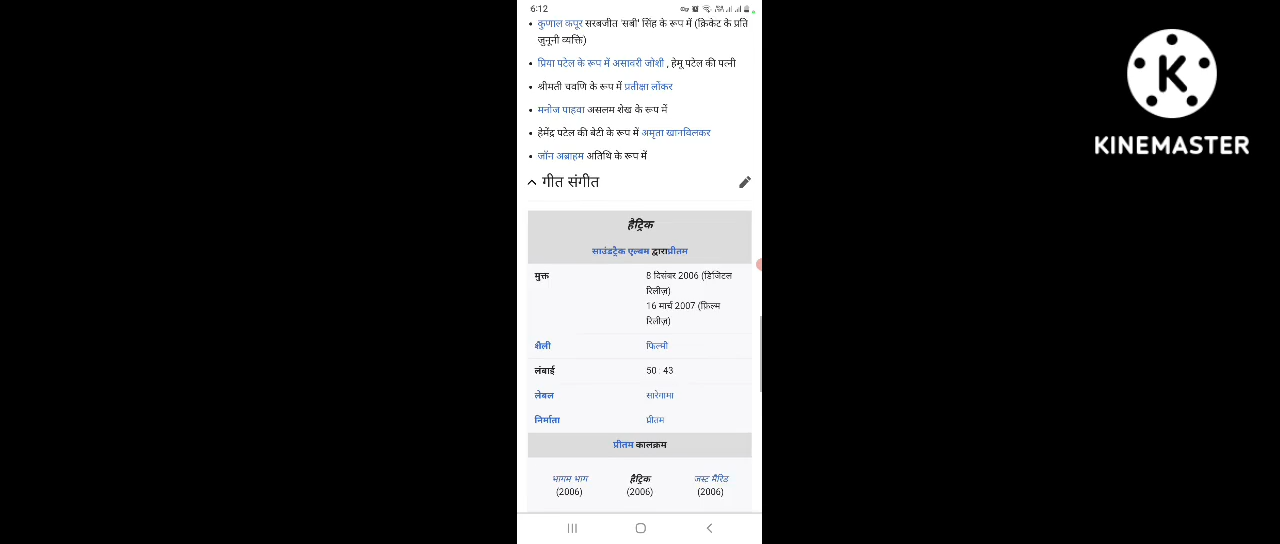 6:12
कुणाल कपूर सरबजीत 'सबी' सिंह के रूप में (क्रिकेट के प्रति
जुनूनी व्यक्ति)
प्रिया पटेल के रूप में असावरी जोशी , हेमू पटेल की पत्नी
श्रीमती चवणि के रूप में प्रतीक्षा लोंकर
मनोज पाहवा असलम शेख के रूप में
हेमेंद्र पटेल की बेटी के रूप में अमृता खानविलकर
जॉन अब्राहम अतिथि के रूप में
गीत संगीत
हैट्रिक
साउंडट्रैक एल्बम द्वाराप्रीतम
मुक्त 8 दिसंबर 2006 (डिजिटल
रिलीज़)
16 मार्च 2007 (फ़िल्म
रिलीज़)
शैली फिल्मी
लंबाई 50 : 43
लेबल सारेगामा
निर्माता प्रीतम
प्रीतम कालक्रम
भागम भाग हैट्रिक जस्ट मैरिड
(2006) (2006) (2006)
K
KINEMASTER